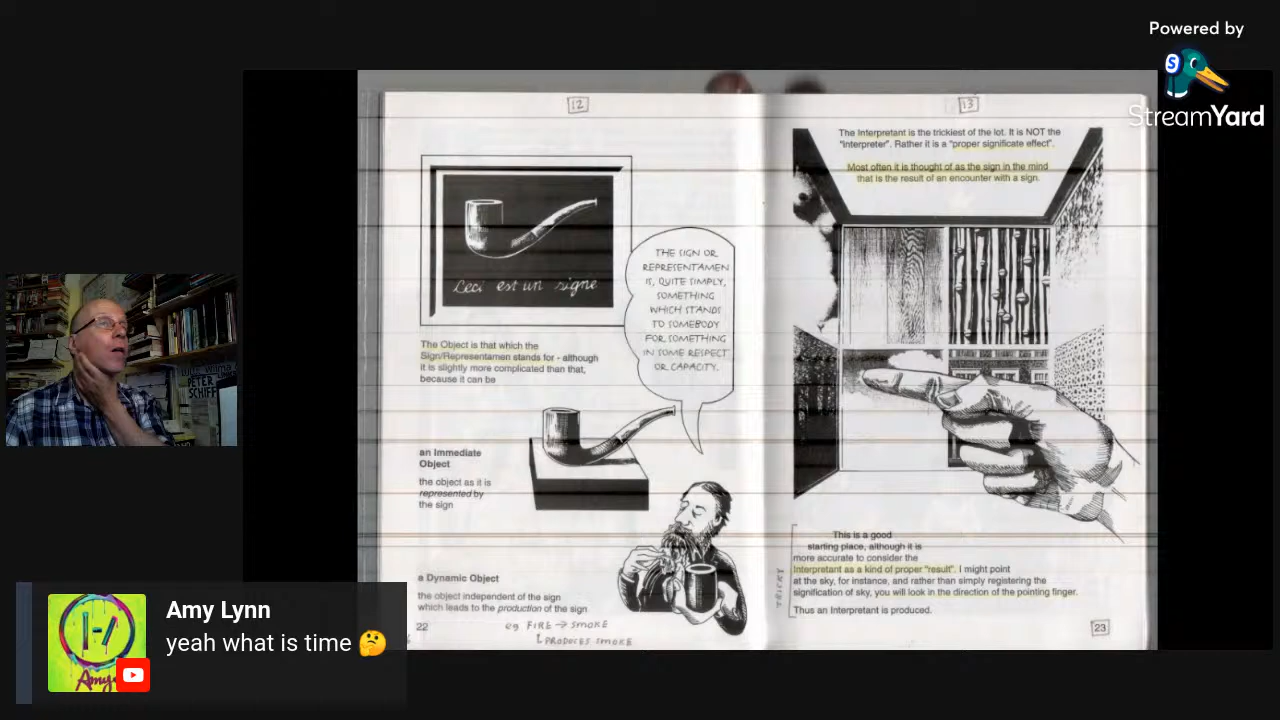 Powered by
StreamYard
12
Ceci est un signe
THE SIGN OR
REPRESENTAMEN
IS, QUITE SIMPLY,
SOMETHING
WHICH STANDS
TO SOMEBODY
FOR SOMETHING
IN SOME RESPECT
OR CAPACITY.
The Object is that which the
Sign/Representamen stands for - although
it is slightly more complicated than that,
because it can be
an Immediate
Object
the object as it is
represented by
the sign
a Dynamic Object
the object independent of the sign
which leads to the production of the sign
22
eg FIRE → SMOKE
PRODUCES SMOKE
13
The Interpretant is the trickiest of the lot. It is NOT the
"interpreter". Rather it is a "proper significate effect".
Most often it is thought of as the sign in the mind
that is the result of an encounter with a sign.
This is a good
starting place, although it is
more accurate to consider the
Interpretant as a kind of proper "result". I might point
at the sky, for instance, and rather than simply registering the
signification of sky, you will look in the direction of the pointing finger.
Thus an Interpretant is produced.
23
PETER
SCHIFF
Amy Lynn
yeah what is time 🤔